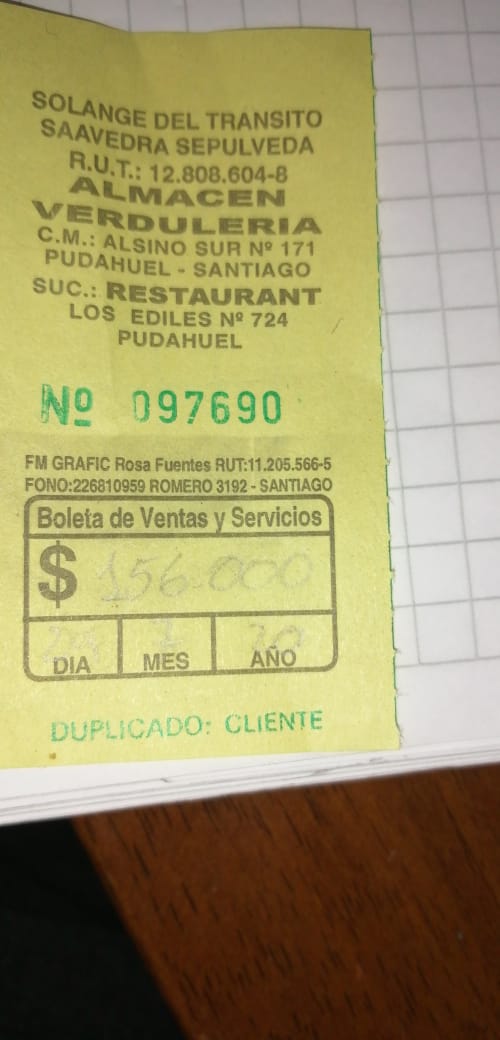 SOLANGE DEL TRANSITO
SAAVEDRA SEPULVEDA
R.U.T.: 12.808.604-8
ALMACEN
VERDULERIA
C.M.: ALSINO SUR Nº 171
PUDAHUEL - SANTIAGO
SUC.: RESTAURANT
LOS EDILES Nº 724
PUDAHUEL
Nº 097690
FM GRAFIC Rosa Fuentes RUT:11.205.566-5
FONO:226810959 ROMERO 3192 - SANTIAGO
Boleta de Ventas y Servicios
$ 156.000
DIA MES AÑO
DUPLICADO: CLIENTE